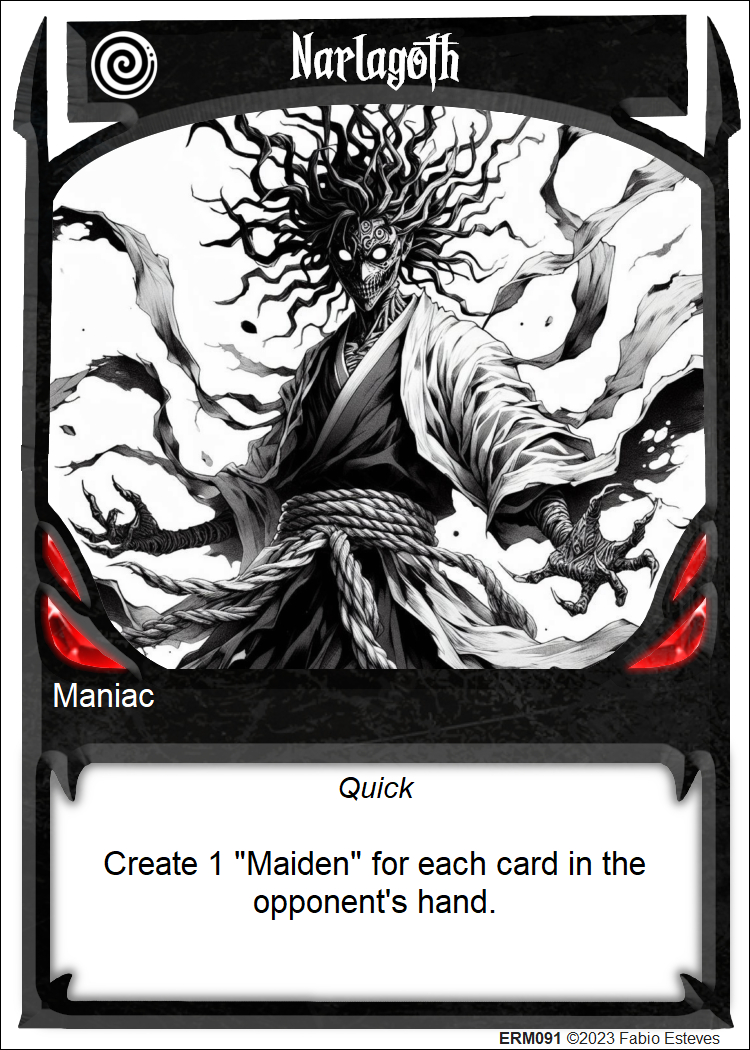 Narlagoth
Maniac
Quick
Create 1 "Maiden" for each card in the
opponent's hand.
ERM091 ©2023 Fabio Esteves